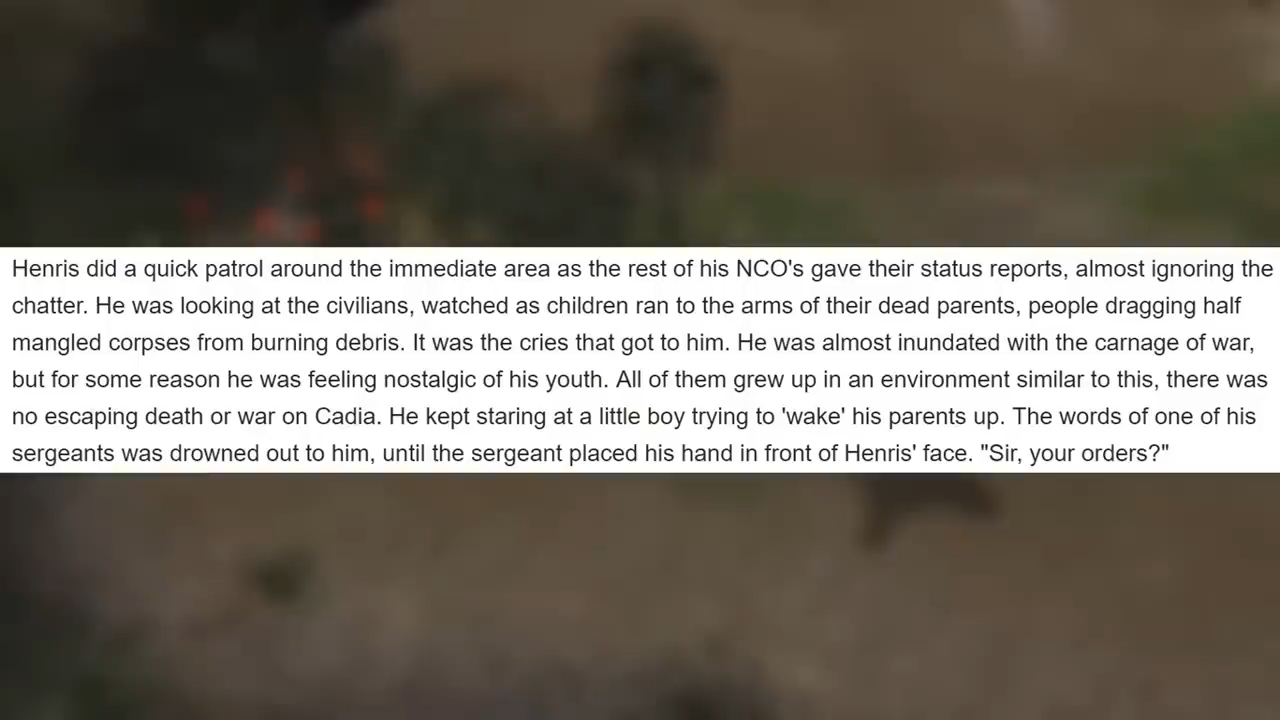 Henris did a quick patrol around the immediate area as the rest of his NCO's gave their status reports, almost ignoring the
chatter. He was looking at the civilians, watched as children ran to the arms of their dead parents, people dragging half
mangled corpses from burning debris. It was the cries that got to him. He was almost inundated with the carnage of war,
but for some reason he was feeling nostalgic of his youth. All of them grew up in an environment similar to this, there was
no escaping death or war on Cadia. He kept staring at a little boy trying to 'wake' his parents up. The words of one of his
sergeants was drowned out to him, until the sergeant placed his hand in front of Henris' face. "Sir, your orders?"